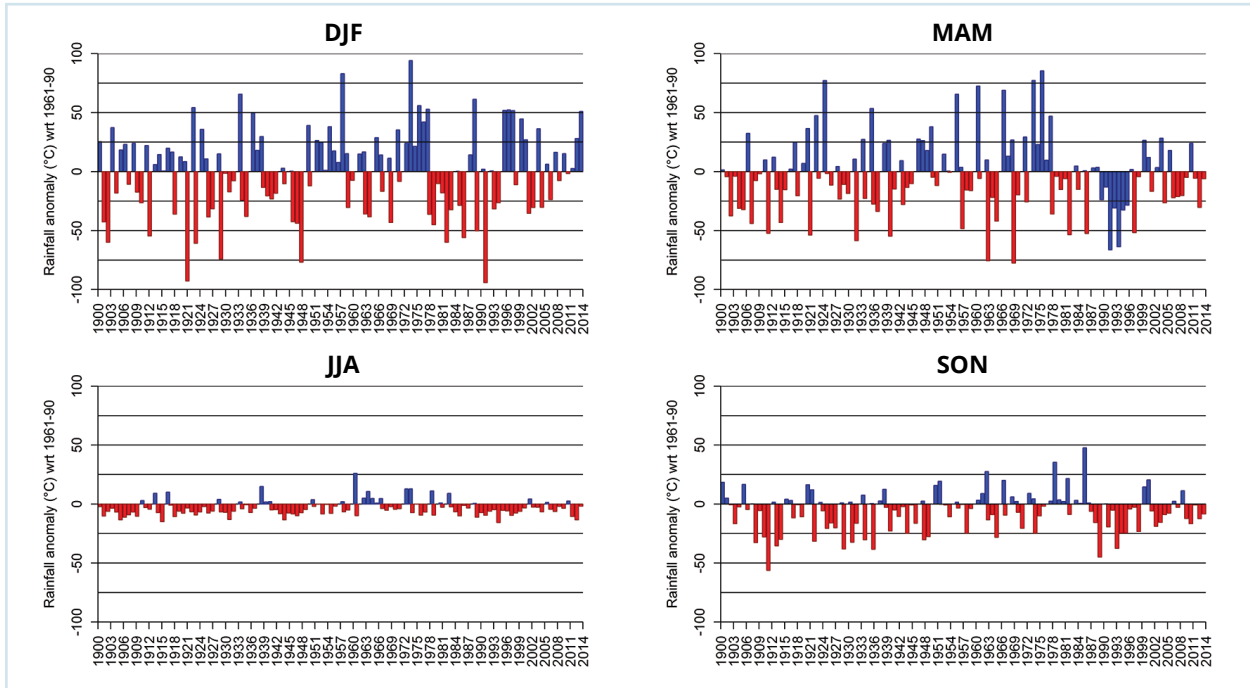 DJF
Rainfall anomaly (°C) wrt 1961-90
100
50
0
-50
-100
1900 1903 1906 1909 1912 1915 1918 1921 1924 1927 1930 1933 1936 1939 1942 1945 1948 1951 1954 1957 1960 1963 1966 1969 1972 1975 1978 1981 1984 1987 1990 1993 1996 1999 2002 2005 2008 2011 2014
MAM
Rainfall anomaly (°C) wrt 1961-90
100
50
0
-50
-100
1900 1903 1906 1909 1912 1915 1918 1921 1924 1927 1930 1933 1936 1939 1942 1945 1948 1951 1954 1957 1960 1963 1966 1969 1972 1975 1978 1981 1984 1987 1990 1993 1996 1999 2002 2005 2008 2011 2014
JJA
Rainfall anomaly (°C) wrt 1961-90
100
50
0
-50
-100
1900 1903 1906 1909 1912 1915 1918 1921 1924 1927 1930 1933 1936 1939 1942 1945 1948 1951 1954 1957 1960 1963 1966 1969 1972 1975 1978 1981 1984 1987 1990 1993 1996 1999 2002 2005 2008 2011 2014
SON
Rainfall anomaly (°C) wrt 1961-90
100
50
0
-50
-100
1900 1903 1906 1909 1912 1915 1918 1921 1924 1927 1930 1933 1936 1939 1942 1945 1948 1951 1954 1957 1960 1963 1966 1969 1972 1975 1978 1981 1984 1987 1990 1993 1996 1999 2002 2005 2008 2011 2014